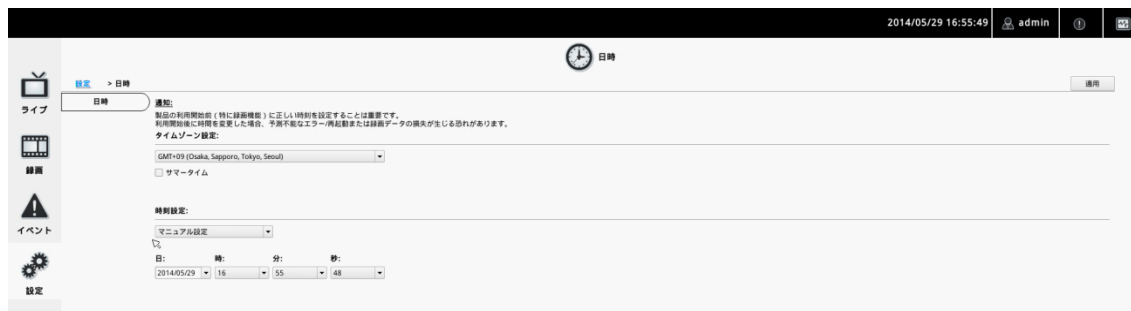 2014/05/29 16:55:49 admin
日時
設定 > 日時
適用
ライブ
録画
イベント
設定
日時
通知:
製品の利用開始前 ( 特に録画機能 ) に正しい時刻を設定することは重要です。
利用開始後に時間を変更した場合、予測不能なエラー/再起動または録画データの損失が生じる恐れがあります。
タイムゾーン設定:
GMT+09 (Osaka, Sapporo, Tokyo, Seoul)
サマータイム
時刻設定:
マニュアル設定
日: 時: 分: 秒:
2014/05/29 16 55 48